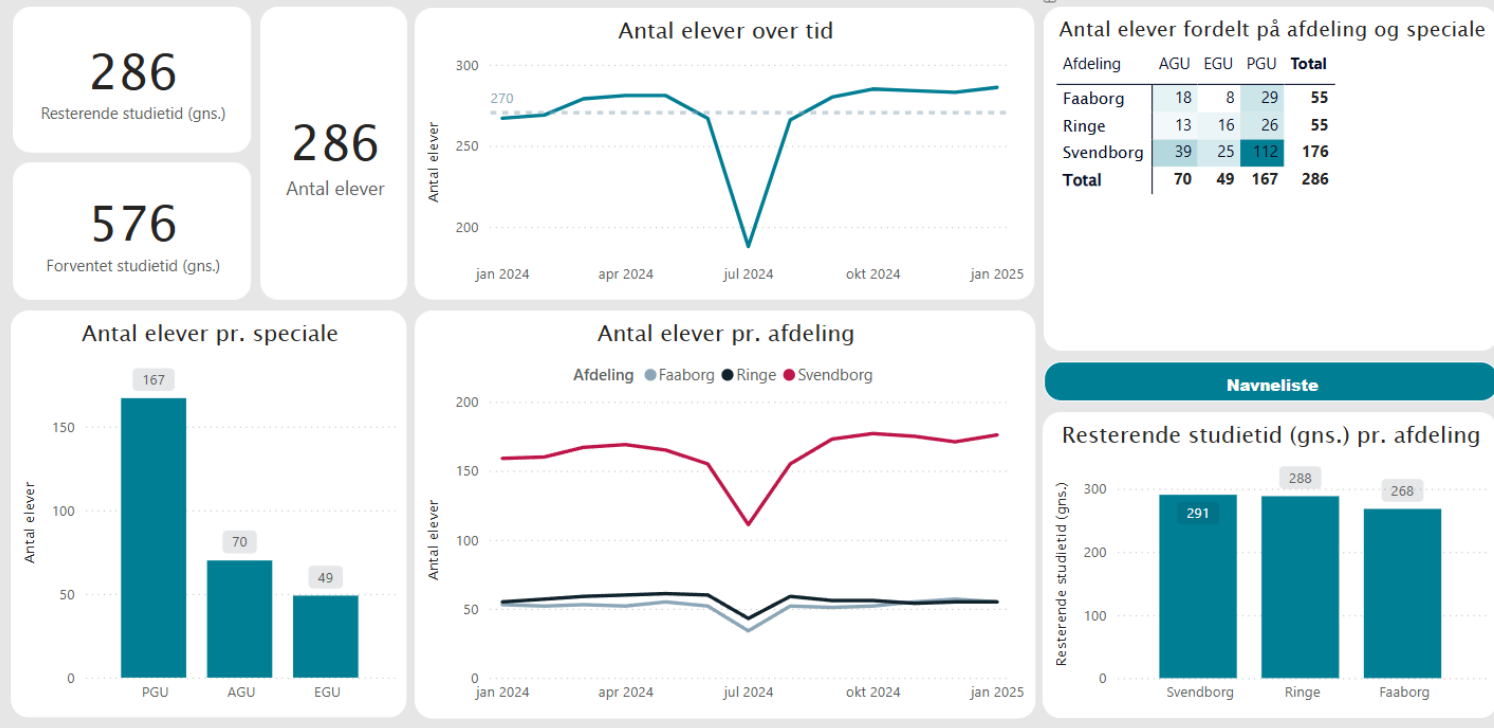 286
Resterende studietid (gns.)
576
Forventet studietid (gns.)
286
Antal elever
Antal elever over tid
Antal elever
300
270
250
200
jan 2024 apr 2024 jul 2024 okt 2024 jan 2025
Antal elever fordelt på afdeling og speciale
Afdeling AGU EGU PGU Total
Faaborg 18 8 29 55
Ringe 13 16 26 55
Svendborg 39 25 112 176
Total 70 49 167 286
Antal elever pr. speciale
Antal elever
167
150
100
70
49
50
0
PGU AGU EGU
Antal elever pr. afdeling
Afdeling Faaborg Ringe Svendborg
Antal elever
200
150
100
50
0
jan 2024 apr 2024 jul 2024 okt 2024 jan 2025
Navneliste
Resterende studietid (gns.) pr. afdeling
Resterende studietid (gns.)
300
291 288 268
200
100
0
Svendborg Ringe Faaborg